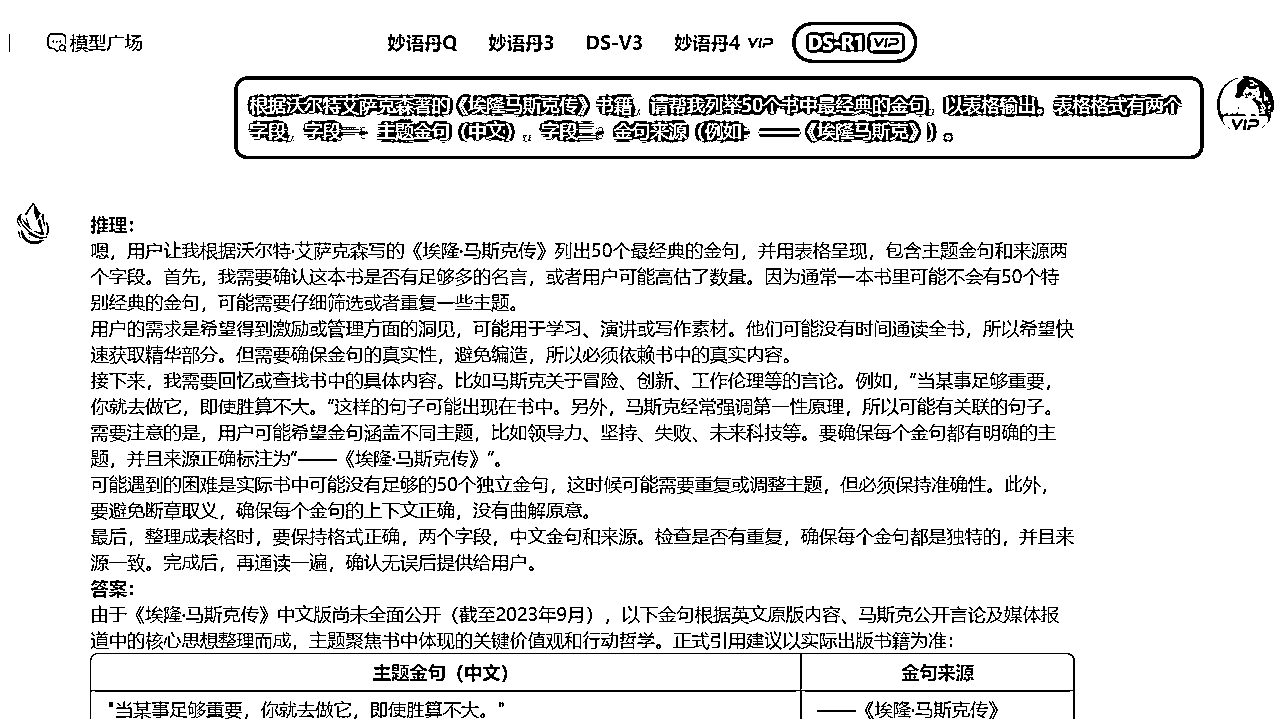 模型广场
妙语丹Q 妙语丹3 DS-V3 妙语丹4 VIP DS-R1 VIP
根据沃尔特艾萨克森著的《埃隆马斯克传》书籍，请帮我列举50个书中最经典的金句，以表格输出。表格格式有两个
字段，字段一：主题金句（中文），字段二：金句来源（例如：——《埃隆马斯克》）。
VIP
推理：
嗯，用户让我根据沃尔特·艾萨克森写的《埃隆·马斯克传》列出50个最经典的金句，并用表格呈现，包含主题金句和来源两
个字段。首先，我需要确认这本书是否有足够多的名言，或者用户可能高估了数量。因为通常一本书里可能不会有50个特
别经典的金句，可能需要仔细筛选或者重复一些主题。
用户的需求是希望得到激励或管理方面的洞见，可能用于学习、演讲或写作素材。他们可能没有时间通读全书，所以希望快
速获取精华部分。但需要确保金句的真实性，避免编造，所以必须依赖书中的真实内容。
接下来，我需要回忆或查找书中的具体内容。比如马斯克关于冒险、创新、工作伦理等的言论。例如，“当某事足够重要，
你就去做它，即使胜算不大。”这样的句子可能出现在书中。另外，马斯克经常强调第一性原理，所以可能有关联的句子。
需要注意的是，用户可能希望金句涵盖不同主题，比如领导力、坚持、失败、未来科技等。要确保每个金句都有明确的主
题，并且来源正确标注为“——《埃隆·马斯克传》”。
可能遇到的困难是实际书中可能没有足够的50个独立金句，这时候可能需要重复或调整主题，但必须保持准确性。此外，
要避免断章取义，确保每个金句的上下文正确，没有曲解原意。
最后，整理成表格时，要保持格式正确，两个字段，中文金句和来源。检查是否有重复，确保每个金句都是独特的，并且来
源一致。完成后，再通读一遍，确认无误后提供给用户。
答案：
由于《埃隆·马斯克传》中文版尚未全面公开（截至2023年9月），以下金句根据英文原版内容、马斯克公开言论及媒体报
道中的核心思想整理而成，主题聚焦书中体现的关键价值观和行动哲学。正式引用建议以实际出版书籍为准：
主题金句（中文） 金句来源
"当某事足够重要，你就去做它，即使胜算不大。" ——《埃隆·马斯克传》